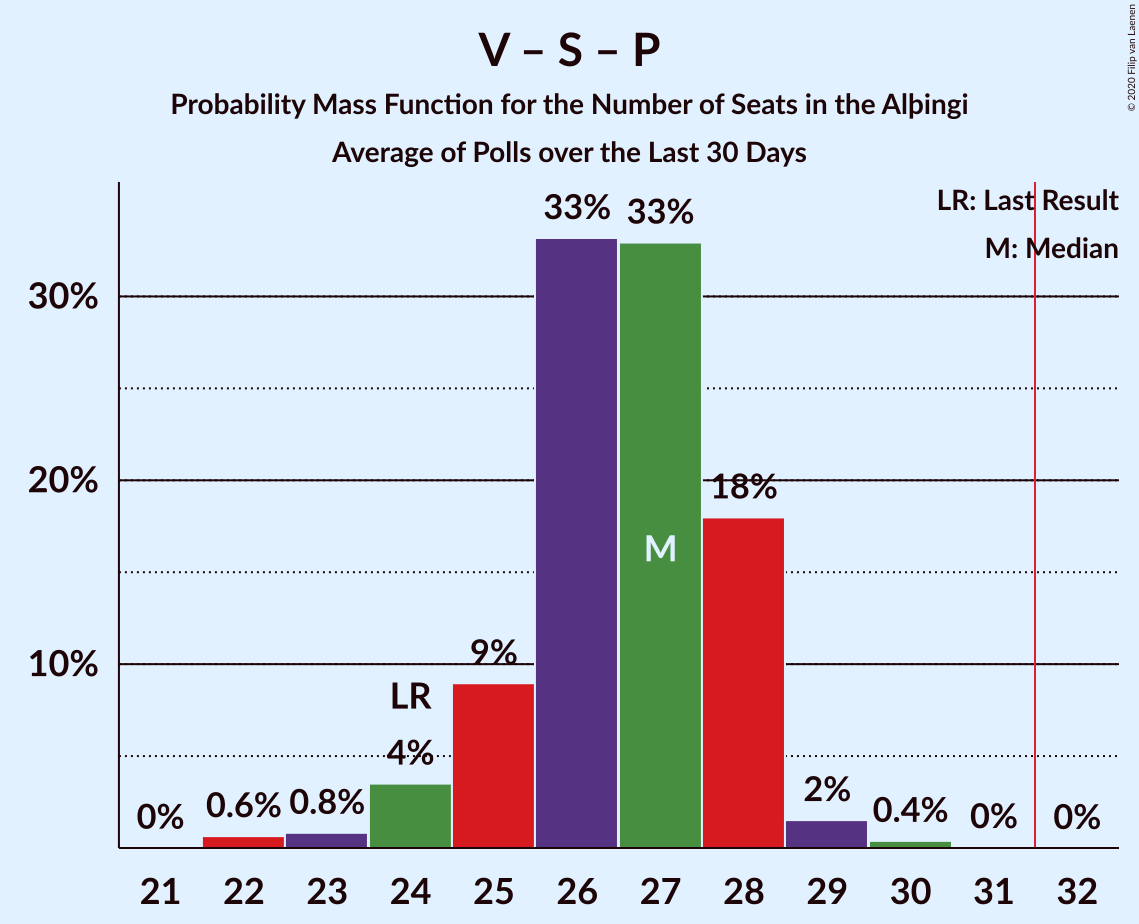 V – S – P
Probability Mass Function for the Number of Seats in the Alþingi
Average of Polls over the Last 30 Days
© 2020 Filip van Laenen
LR: Last Result
M: Median
33%
33%
30%
20%
18%
M
10%
9%
LR
4%
0%
0.6%
0.8%
2%
0.4%
0%
0%
21 22 23 24 25 26 27 28 29 30 31 32